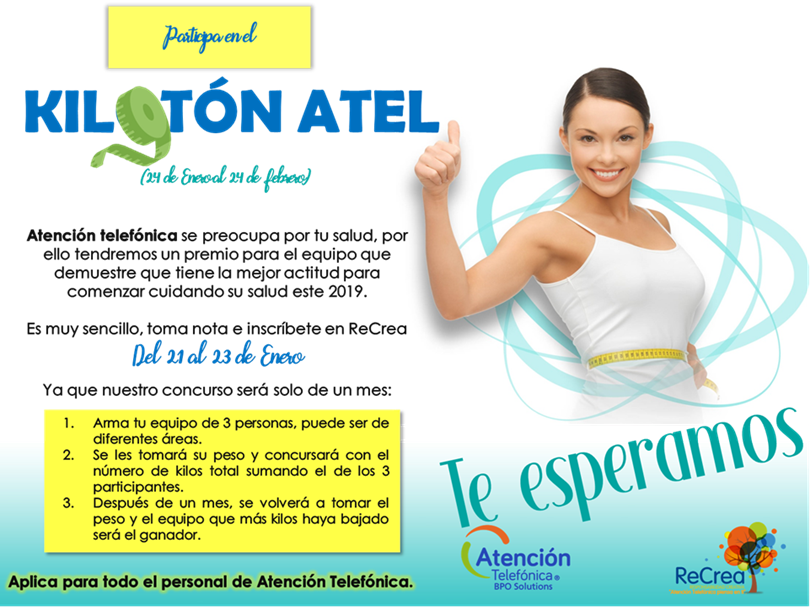 Participa en el
KILOTÓN ATEL
(24 de Enero al 24 de febrero)
Atención telefónica se preocupa por tu salud, por
ello tendremos un premio para el equipo que
demuestre que tiene la mejor actitud para
comenzar cuidando su salud este 2019.
Es muy sencillo, toma nota e inscríbete en ReCrea
Del 21 al 23 de Enero
Ya que nuestro concurso será solo de un mes:
1. Arma tu equipo de 3 personas, puede ser de
diferentes áreas.
2. Se les tomará su peso y concursará con el
número de kilos total sumando el de los 3
participantes.
3. Después de un mes, se volverá a tomar el
peso y el equipo que más kilos haya bajado
será el ganador.
Te esperamos
Atención
Telefónica®
BPO Solutions
ReCrea
Aplica para todo el personal de Atención Telefónica.